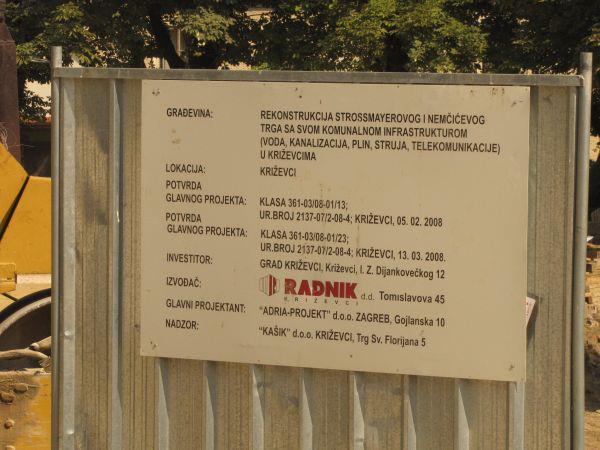 GRAĐEVINA: REKONSTRUKCIJA STROSSMAYEROVOG I NEMČIĆEVOG
TRGA SA SVOM KOMUNALNOM INFRASTRUKTUROM
(VODA, KANALIZACIJA, PLIN, STRUJA, TELEKOMUNIKACIJE)
U KRIŽEVCIMA
LOKACIJA: KRIŽEVCI
POTVRDA
GLAVNOG PROJEKTA: KLASA 361-03/08-01/13;
UR.BROJ 2137-07/2-08-4; KRIŽEVCI, 05. 02. 2008
POTVRDA
GLAVNOG PROJEKTA: KLASA 361-03/08-01/23;
UR.BROJ 2137-07/2-08-4; KRIŽEVCI, 13. 03. 2008.
INVESTITOR: GRAD KRIŽEVCI, Križevci, I. Z. Dijankovečkog 12
IZVOĐAČ: RADNIK d.d. Tomislavova 45
KRIŽEVCI
GLAVNI PROJEKTANT: "ADRIA-PROJEKT" d.o.o. ZAGREB, Gojlanska 10
NADZOR: "KAŠIK" d.o.o. KRIŽEVCI, Trg Sv. Florijana 5